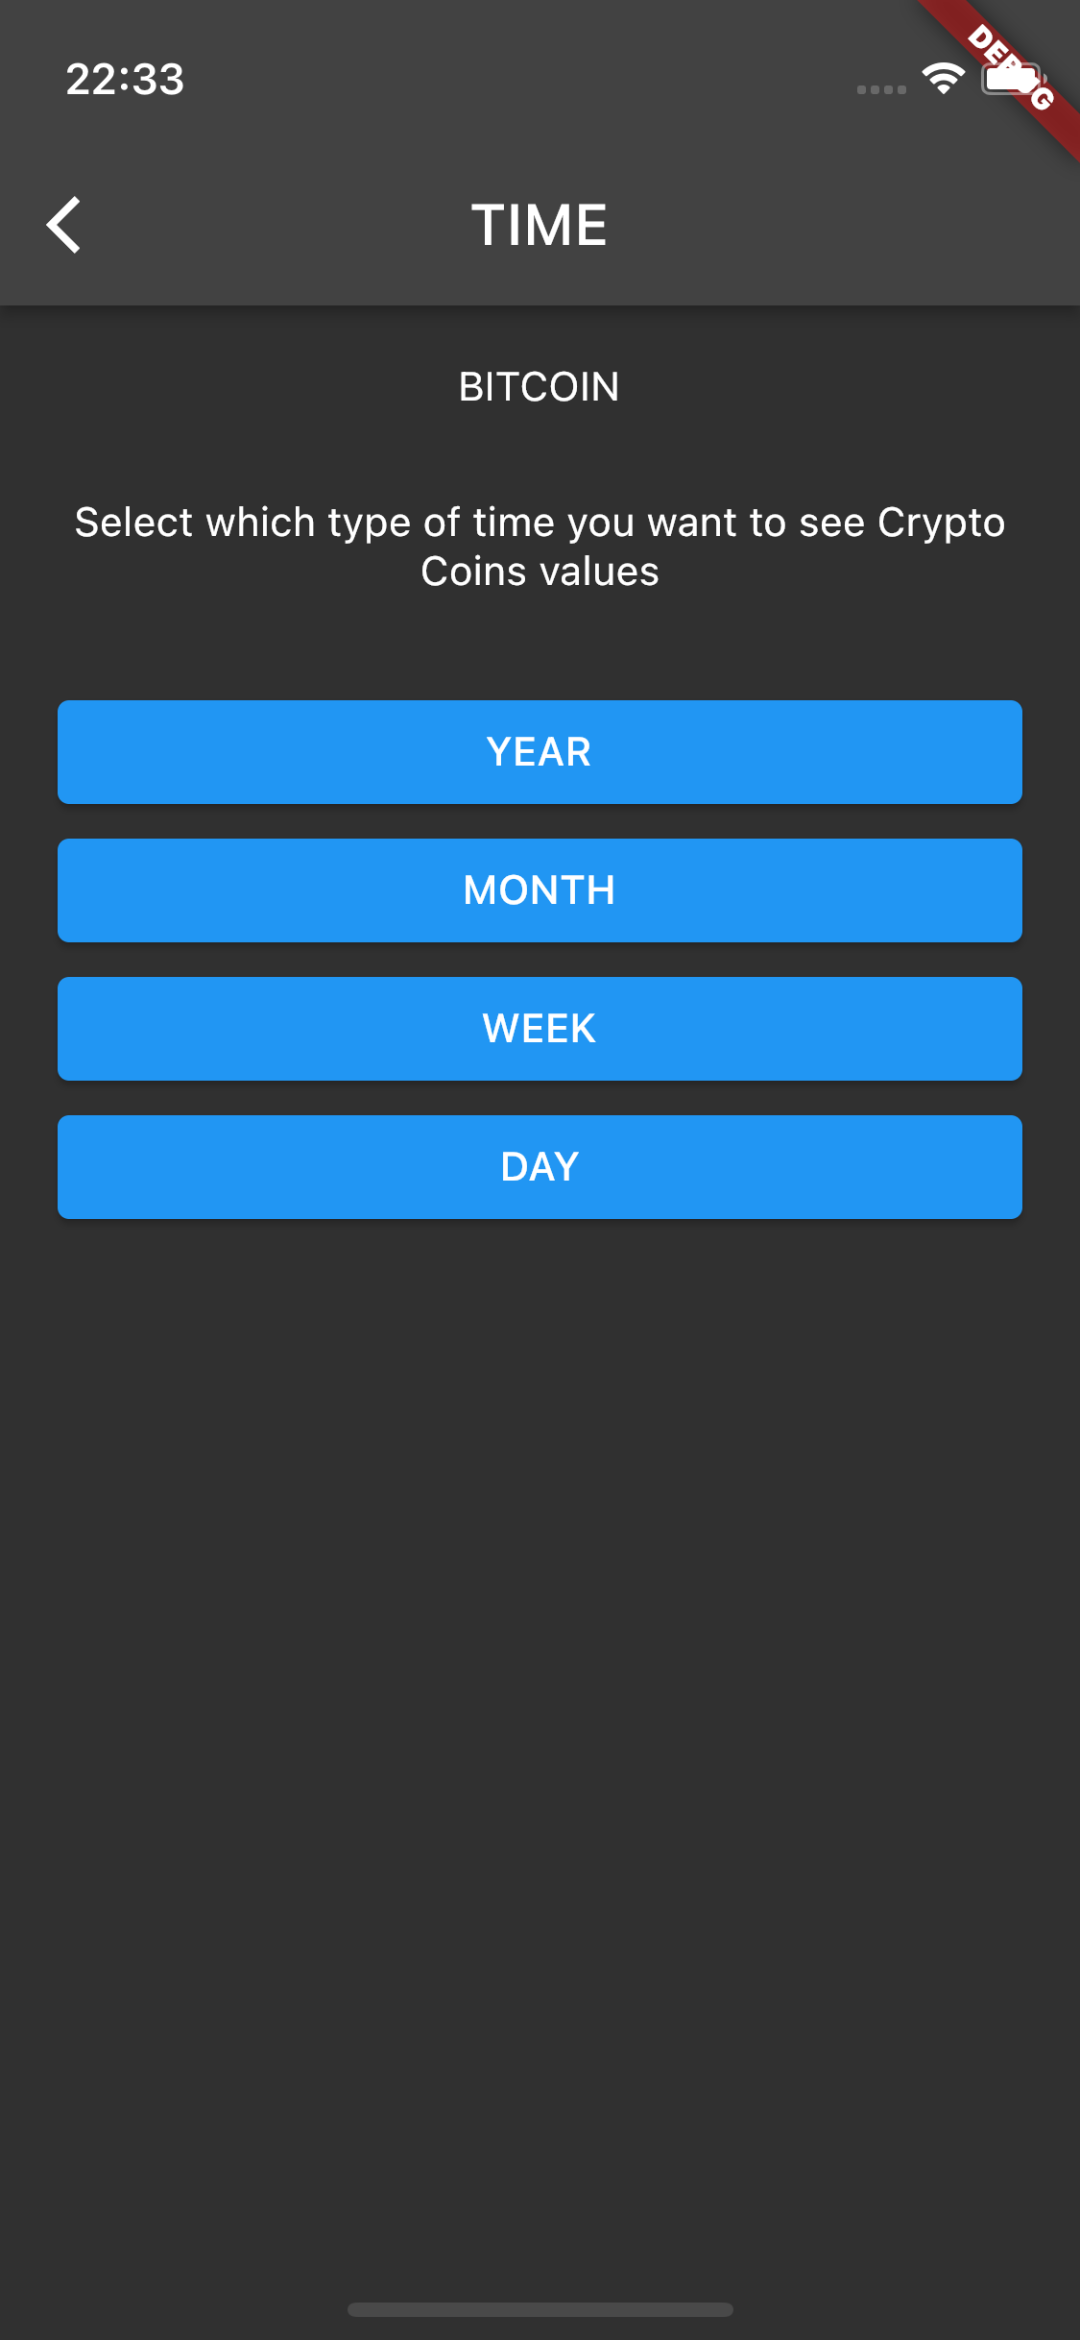 22:33
TIME
BITCOIN
Select which type of time you want to see Crypto
Coins values
YEAR
MONTH
WEEK
DAY